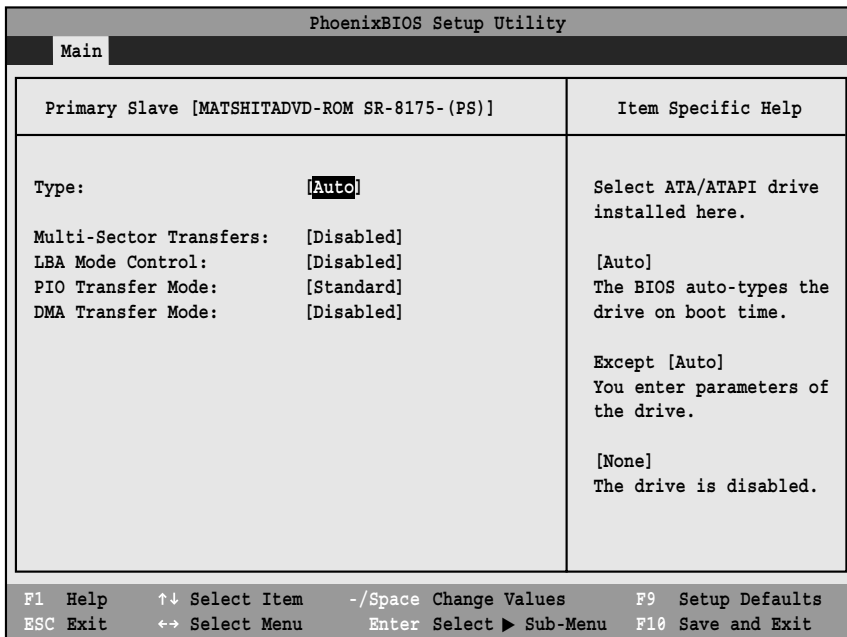 PhoenixBIOS Setup Utility
Main
Primary Slave [MATSHITADVD-ROM SR-8175-(PS)]
Item Specific Help
Type: [Auto]
Multi-Sector Transfers: [Disabled]
LBA Mode Control: [Disabled]
PIO Transfer Mode: [Standard]
DMA Transfer Mode: [Disabled]
Select ATA/ATAPI drive
installed here.
[Auto]
The BIOS auto-types the
drive on boot time.
Except [Auto]
You enter parameters of
the drive.
[None]
The drive is disabled.
F1 Help ↑↓ Select Item -/Space Change Values F9 Setup Defaults
ESC Exit ←→ Select Menu Enter Select ▶ Sub-Menu F10 Save and Exit